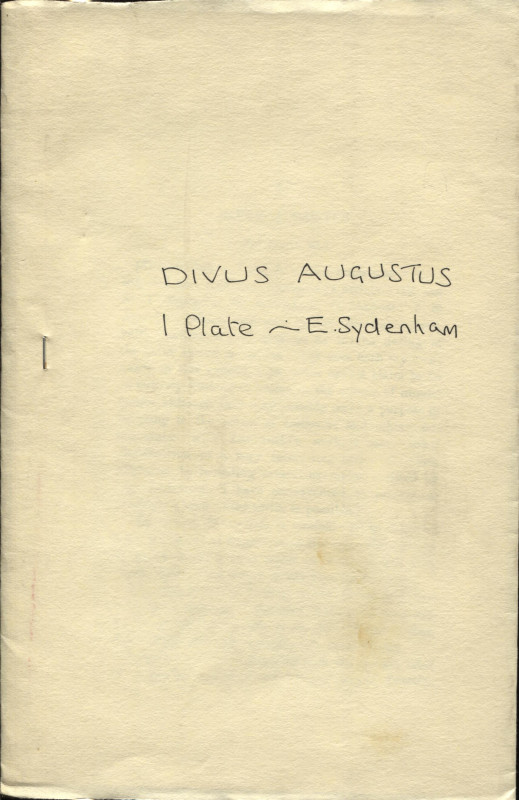 DIVUS AUGUSTUS
1 Plate ~ E. Sydenham